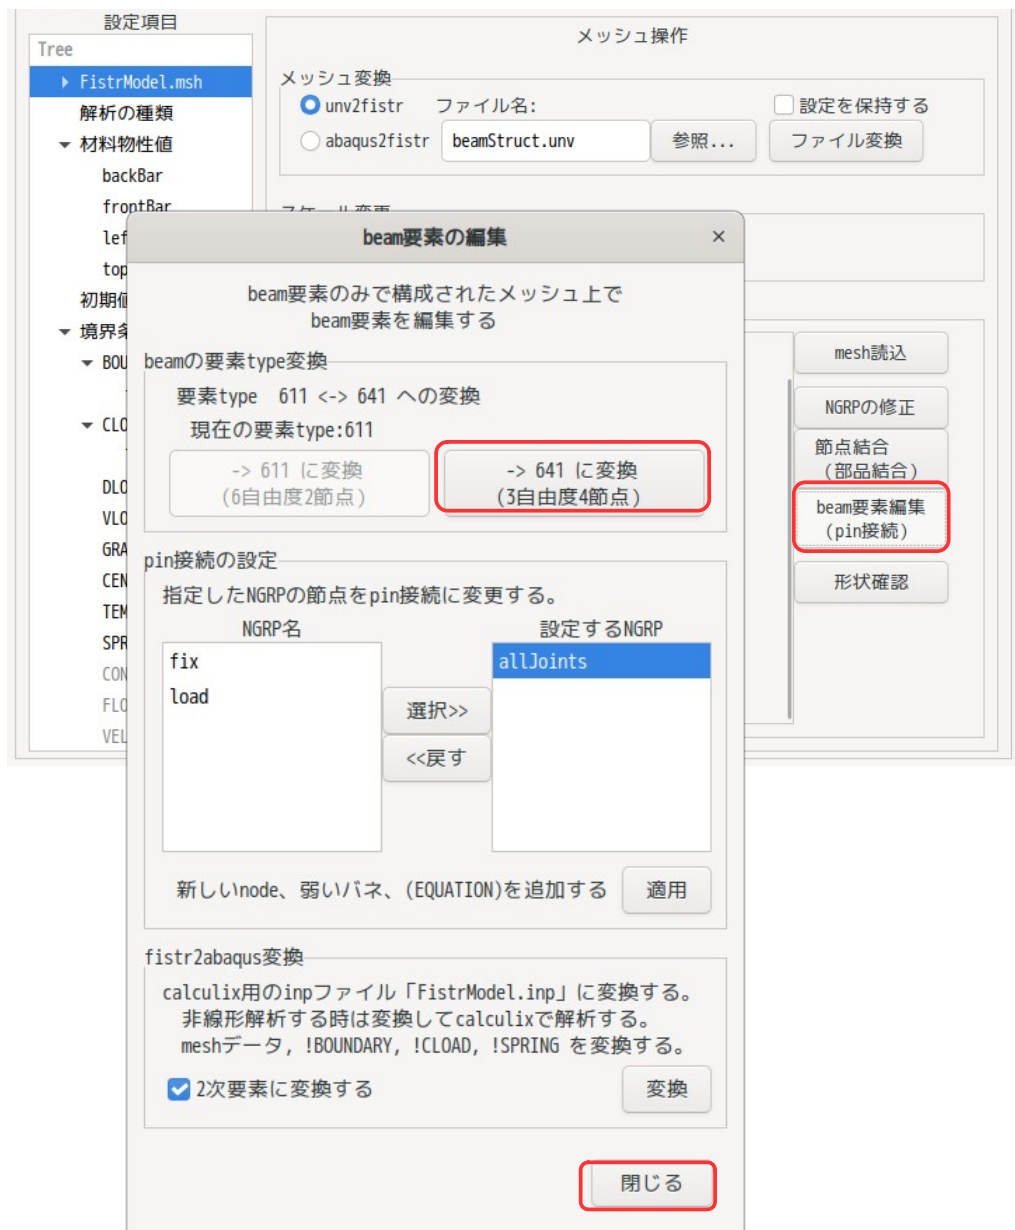 設定項目
Tree
FistrModel.msh
解析の種類
材料物性値
backBar
frontBar
lef
top
初期値
境界条
BOU
CLO
DLO
VLO
GRA
CEN
TEM
SPR
CON
FLO
VEL
メッシュ操作
メッシュ変換
unv2fistr ファイル名:
設定を保持する
abaqus2fistr beamStruct.unv 参照... ファイル変換
スケール変更
mesh読込
NGRPの修正
節点結合
(部品結合)
beam要素編集
(pin接続)
形状確認
beam要素の編集 ×
beam要素のみで構成されたメッシュ上で
beam要素を編集する
beamの要素type変換
要素type 611 <-> 641 への変換
現在の要素type:611
-> 611 に変換
(6自由度2節点)
-> 641 に変換
(3自由度4節点)
pin接続の設定
指定したNGRPの節点をpin接続に変更する。
NGRP名
設定するNGRP
fix
load
選択>>
<<戻す
allJoints
新しいnode、弱いバネ、(EQUATION)を追加する 適用
fistr2abaqus変換
calculix用のinpファイル「FistrModel.inp」に変換する。
非線形解析する時は変換してcalculixで解析する。
meshデータ, !BOUNDARY, !CLOAD, !SPRING を変換する。
2次要素に変換する 変換
閉じる